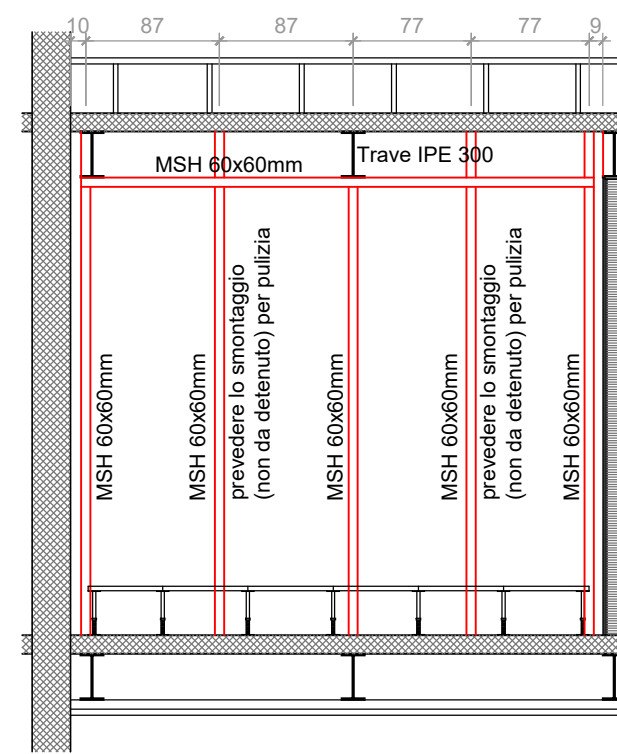 10 87 87 77 77 9
MSH 60x60mm
Trave IPE 300
MSH 60x60mm
MSH 60x60mm
prevedere lo smontaggio
(non da detenuto) per pulizia
MSH 60x60mm
MSH 60x60mm
prevedere lo smontaggio
(non da detenuto) per pulizia
MSH 60x60mm